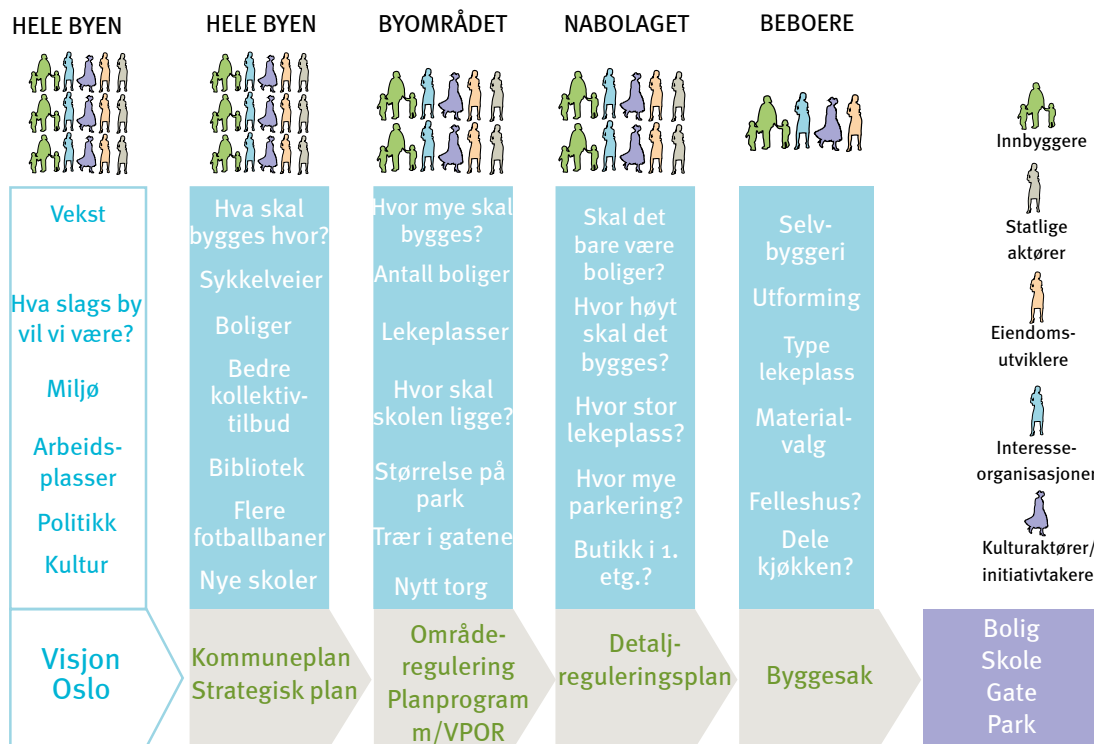 HELE BYEN
HELE BYEN
BYOMRÅDET
NABOLAGET
BEBOERE
Vekst
Hva slags by
vil vi være?
Miljø
Arbeids-
plasser
Politikk
Kultur
Visjon
Oslo
Hva skal
bygges hvor?
Sykkelveier
Boliger
Bedre
kollektiv-
tilbud
Bibliotek
Flere
fotballbaner
Nye skoler
Kommuneplan
Strategisk plan
Hvor mye skal
bygges?
Antall boliger
Lekeplasser
Hvor skal
skolen ligge?
Størrelse på
park
Trær i gatene
Nytt torg
Område-
regulering
Planprogram
m/VPOR
Skal det
bare være
boliger?
Hvor høyt
skal det
bygges?
Hvor stor
lekeplass?
Hvor mye
parkering?
Butikk i 1.
etg.?
Detalj-
reguleringsplan
Selv-
byggeri
Utforming
Type
lekeplass
Material-
valg
Felleshus?
Dele
kjøkken?
Byggesak
Innbyggere
Statlige
aktører
Eiendoms-
utviklere
Interesse-
organisasjoner
Kulturaktører/
initiativtakere
Bolig
Skole
Gate
Park